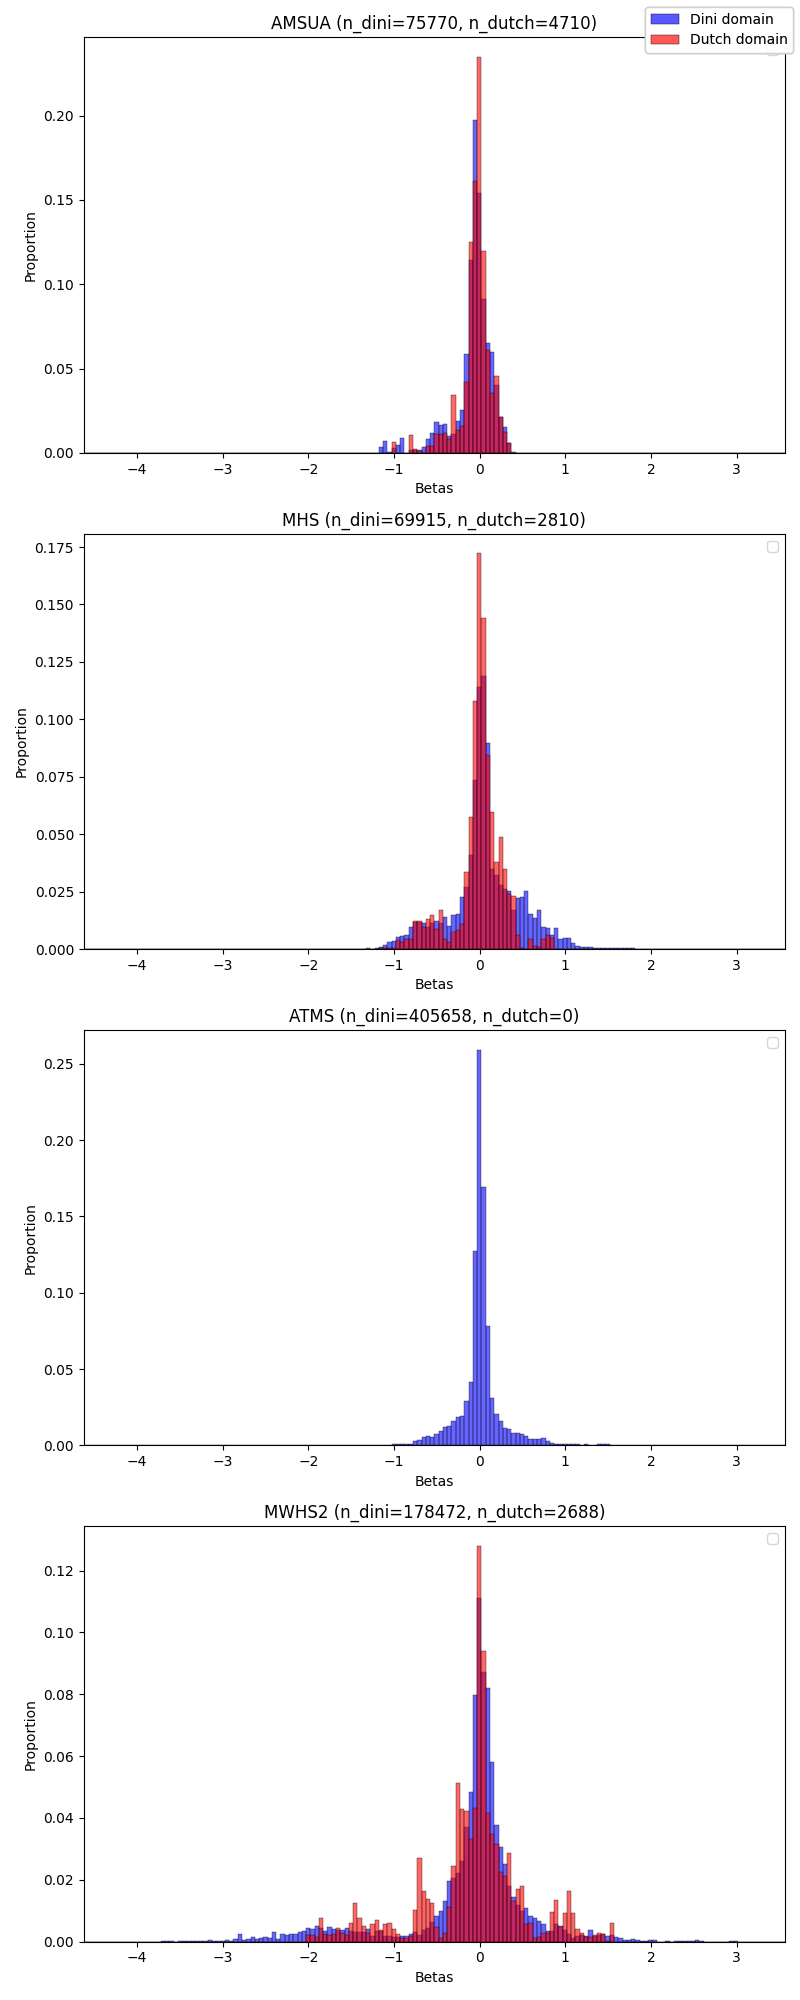 AMSUA (n_dini=75770, n_dutch=4710)
Dini domain
Dutch domain
0.20
0.15
0.10
0.05
0.00
Proportion
−4 −3 −2 −1 0 1 2 3
Betas
MHS (n_dini=69915, n_dutch=2810)
0.175
0.150
0.125
0.100
0.075
0.050
0.025
0.000
Proportion
−4 −3 −2 −1 0 1 2 3
Betas
ATMS (n_dini=405658, n_dutch=0)
0.25
0.20
0.15
0.10
0.05
0.00
Proportion
−4 −3 −2 −1 0 1 2 3
Betas
MWHS2 (n_dini=178472, n_dutch=2688)
0.12
0.10
0.08
0.06
0.04
0.02
0.00
Proportion
−4 −3 −2 −1 0 1 2 3
Betas